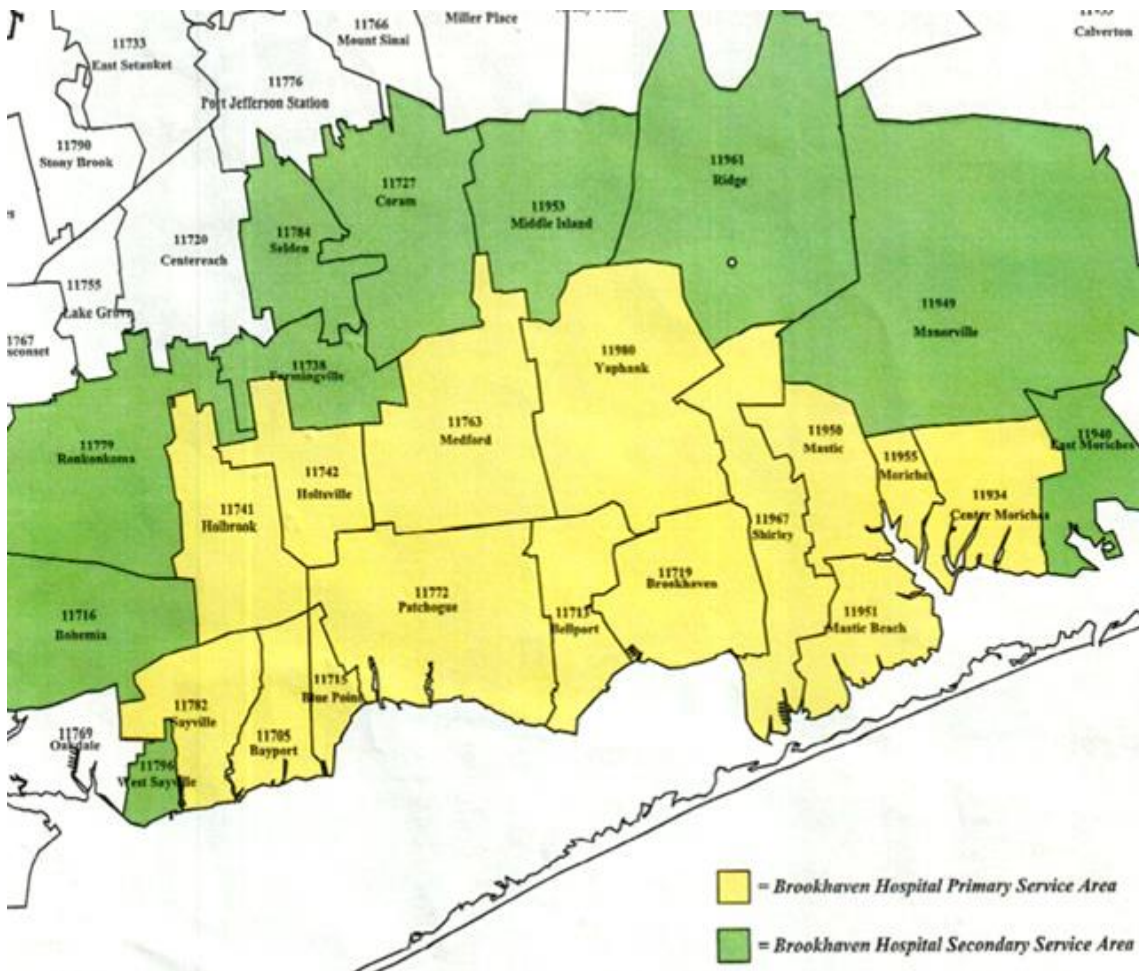 11766
Mount Sinai
Miller Place
Calverton
11733
East Setauket
11776
Port Jefferson Station
11790
Stony Brook
11727
Coram
11953
Middle Island
11961
Ridge
11720
Centereach
11784
Selden
11755
Lake Grove
11767
11949
Manorville
11738
Farmingville
11980
Yaphank
11779
Ronkonkoma
11763
Medford
11950
Mastic
11940
East Moriches
11742
Holtsville
11955
Moriches
11934
Center Moriches
11741
Holbrook
11967
Shirley
11719
Brookhaven
11772
Patchogue
11713
Bellport
11716
Bohemia
11951
Mastic Beach
11715
Blue Point
11782
Sayville
11705
Bayport
11769
Oakdale
11796
West Sayville
= Brookhaven Hospital Primary Service Area
= Brookhaven Hospital Secondary Service Area